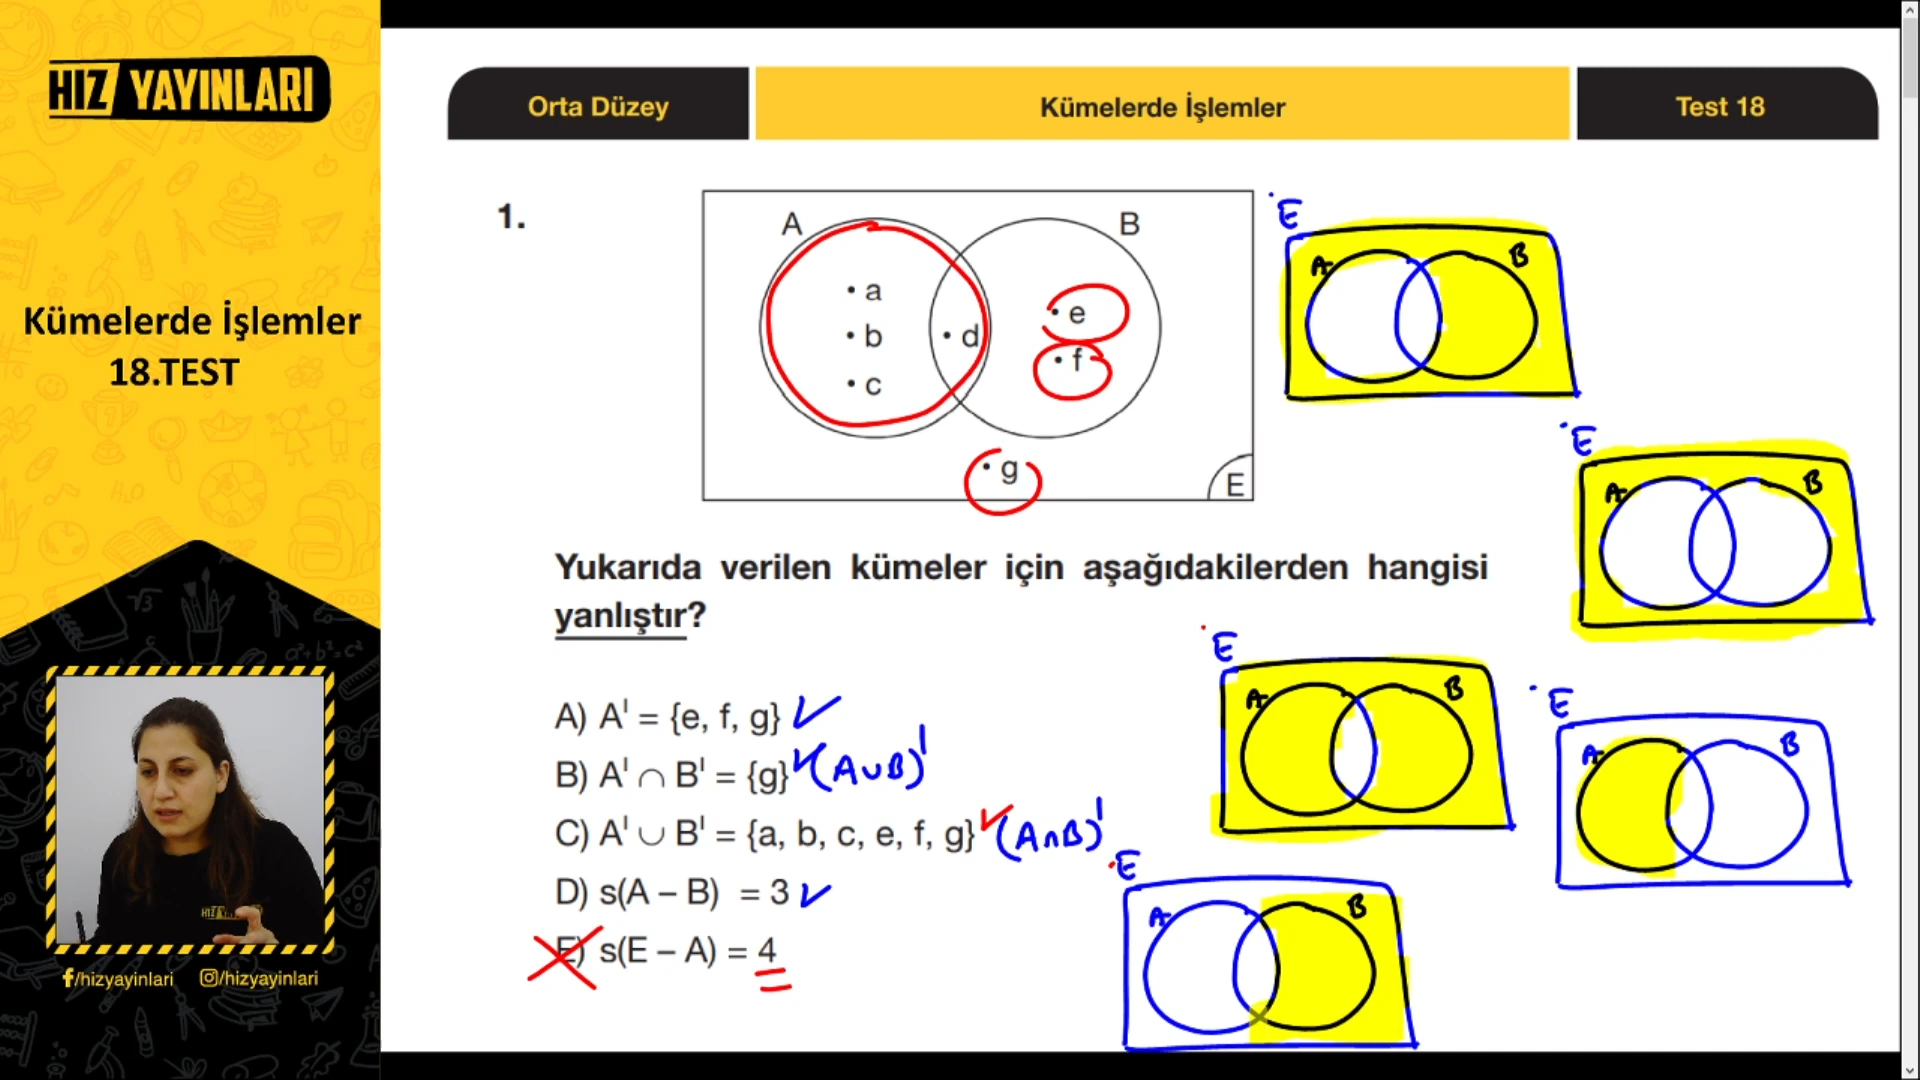 HIZ YAYINLARI
Kümelerde İşlemler
18.TEST
/hizyayinlari /hizyayinlari
Orta Düzey Kümelerde İşlemler Test 18
1.
A B
• a
• b
• c
• d
• e
• f
• g
E
Yukarıda verilen kümeler için aşağıdakilerden hangisi
yanlıştır?
A) A' = {e, f, g} ✓
B) A' ∩ B' = {g} ✓ (A∪B)'
C) A' ∪ B' = {a, b, c, e, f, g} ✓ (A∩B)'
D) s(A – B) = 3 ✓
E) s(E – A) = 4
E
A B
E
A B
E
A B
E
A B
E
A B